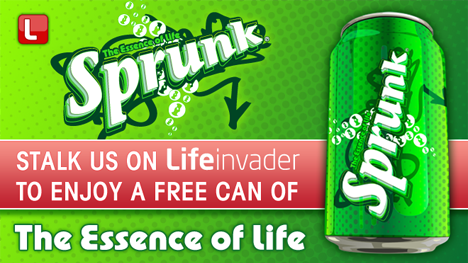 L
The Essence of Life
Sprunk
STALK US ON Lifeinvader
TO ENJOY A FREE CAN OF
The Essence of Life
The Essence of Life
Sprunk